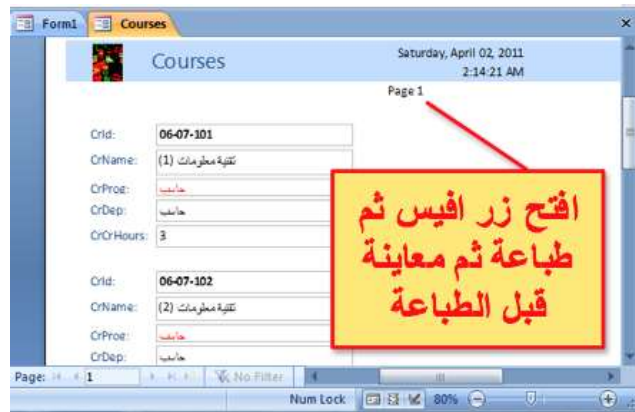 Form1 Courses
Courses
Saturday, April 02, 2011
2:14:21 AM
Page 1
CrId: 06-07-101
CrName: تقنية معلومات (1)
CrProg: حاسب
CrDep: حاسب
CrCrHours: 3
CrId: 06-07-102
CrName: تقنية معلومات (2)
CrProg: حاسب
CrDep: حاسب
افتح زر افيس ثم
طباعة ثم معاينة
قبل الطباعة
Page: 1 No Filter
Num Lock 80%